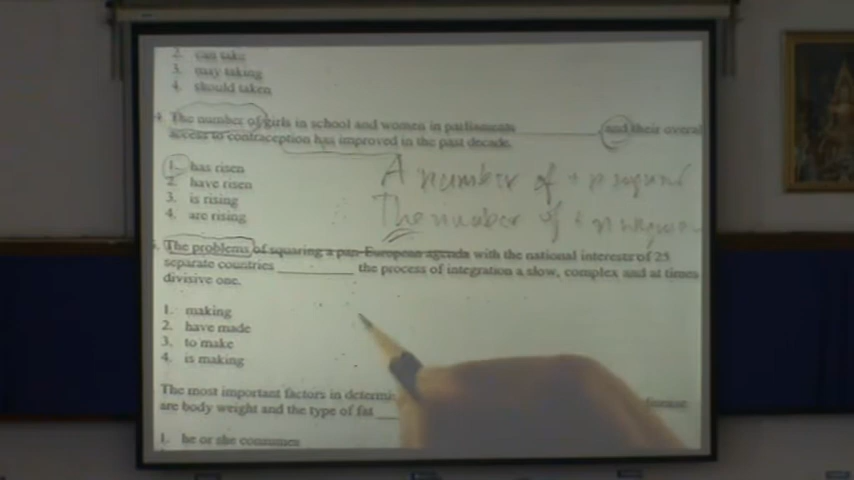 2. can take
3. may taking
4. should taken
4. The number of girls in school and women in parliaments ________ and their overal
access to contraception has improved in the past decade.
1. has risen
2. have risen
3. is rising
4. are rising
A number of +
The number of +
The problems of squaring a pan-European agenda with the national interests of 25
separate countries ________ the process of integration a slow, complex and at times
divisive one.
1. making
2. have made
3. to make
4. is making
The most important factors in determi
are body weight and the type of fat
1. he or she consumes